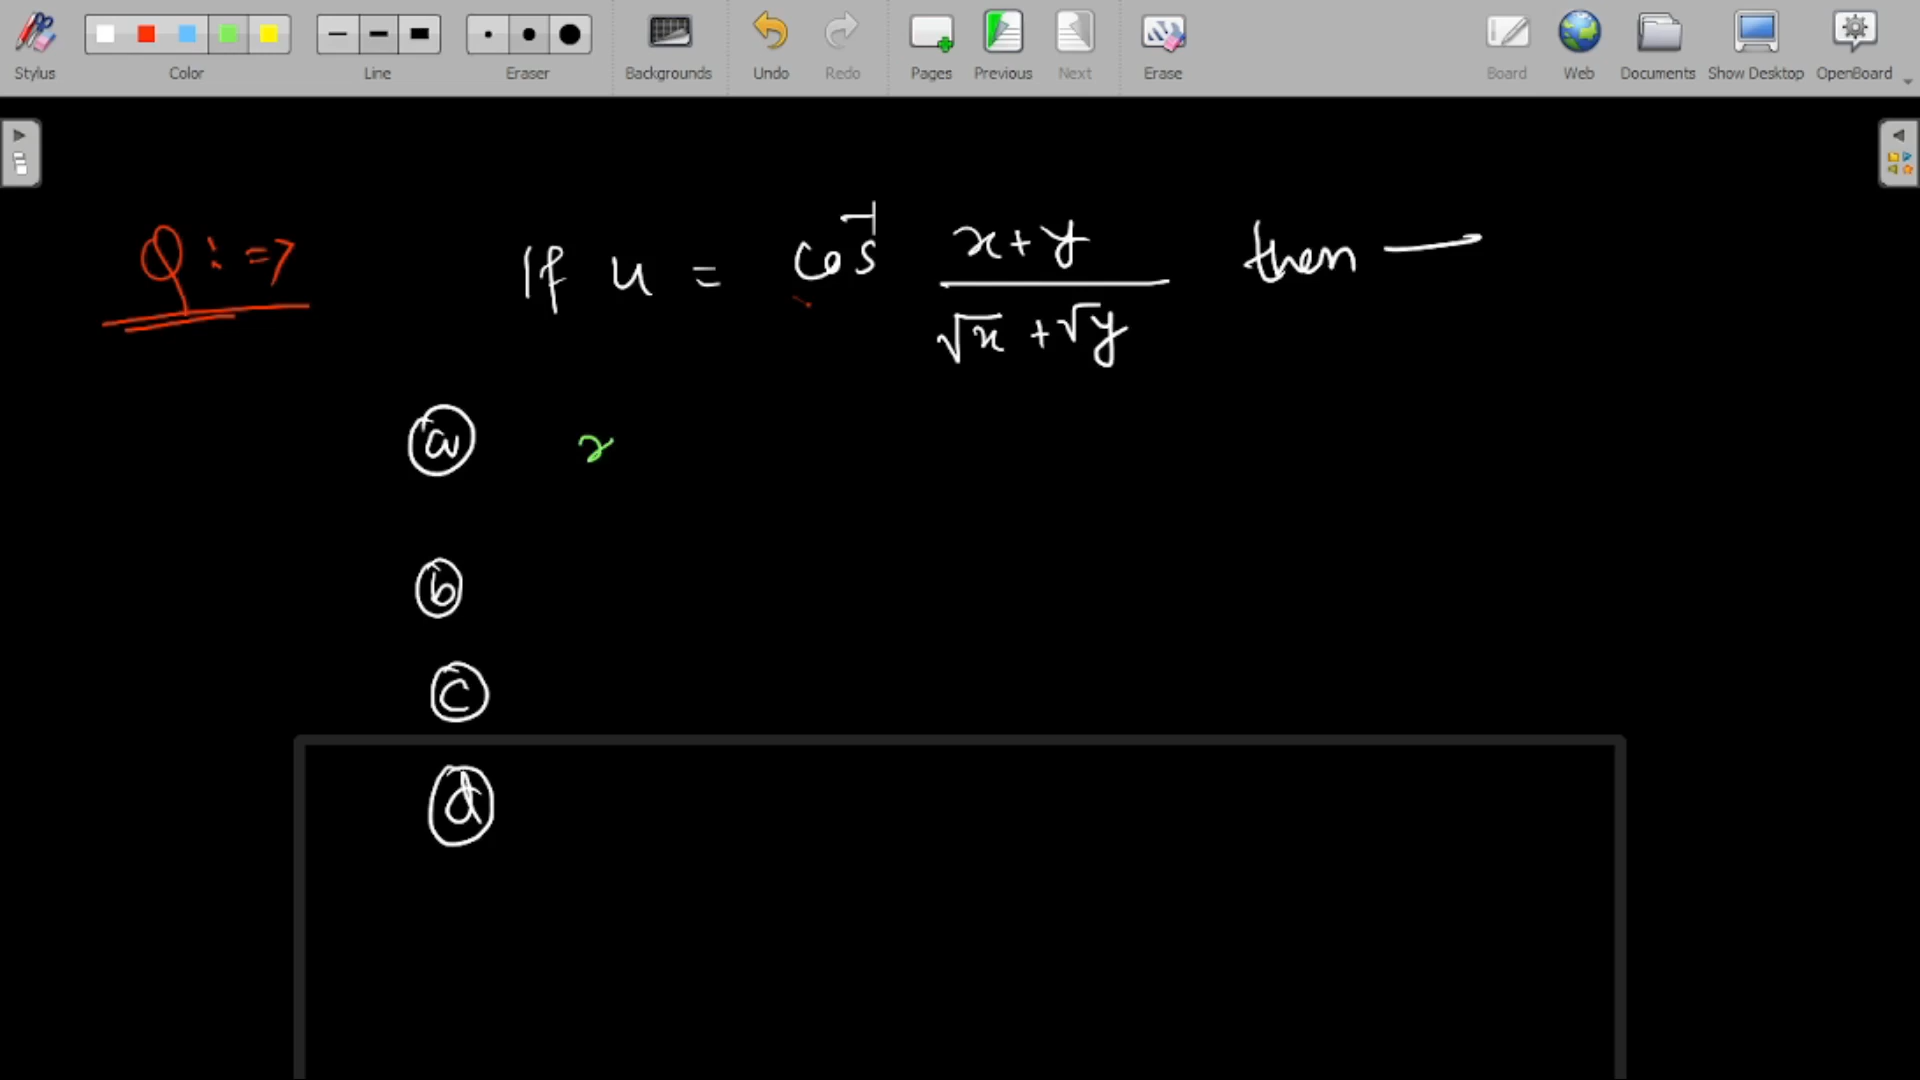 Stylus Color Line Eraser Backgrounds Undo Redo Pages Previous Next Erase Board Web Documents Show Desktop OpenBoard
Q : => If u = cos⁻¹ (x+y)/(√x + √y) then —
(a) x
(b)
(c)
(d)